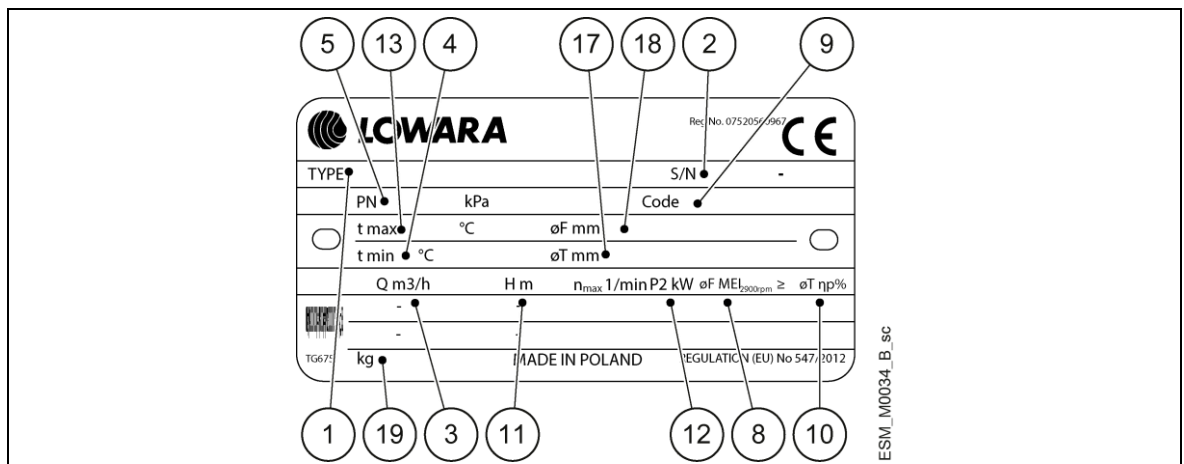 5 13 4 17 18 2 9
LOWARA Reg No. 07520560967 CE
TYPE S/N -
PN kPa Code
t max °C øF mm
t min °C øT mm
Q m3/h H m nmax 1/min P2 kW øF MEI2900rpm ≥ øT ηp%
- -
- -
TG675 kg MADE IN POLAND REGULATION (EU) No 547/2012
1 19 3 11 12 8 10
ESM_M0034_B_sc